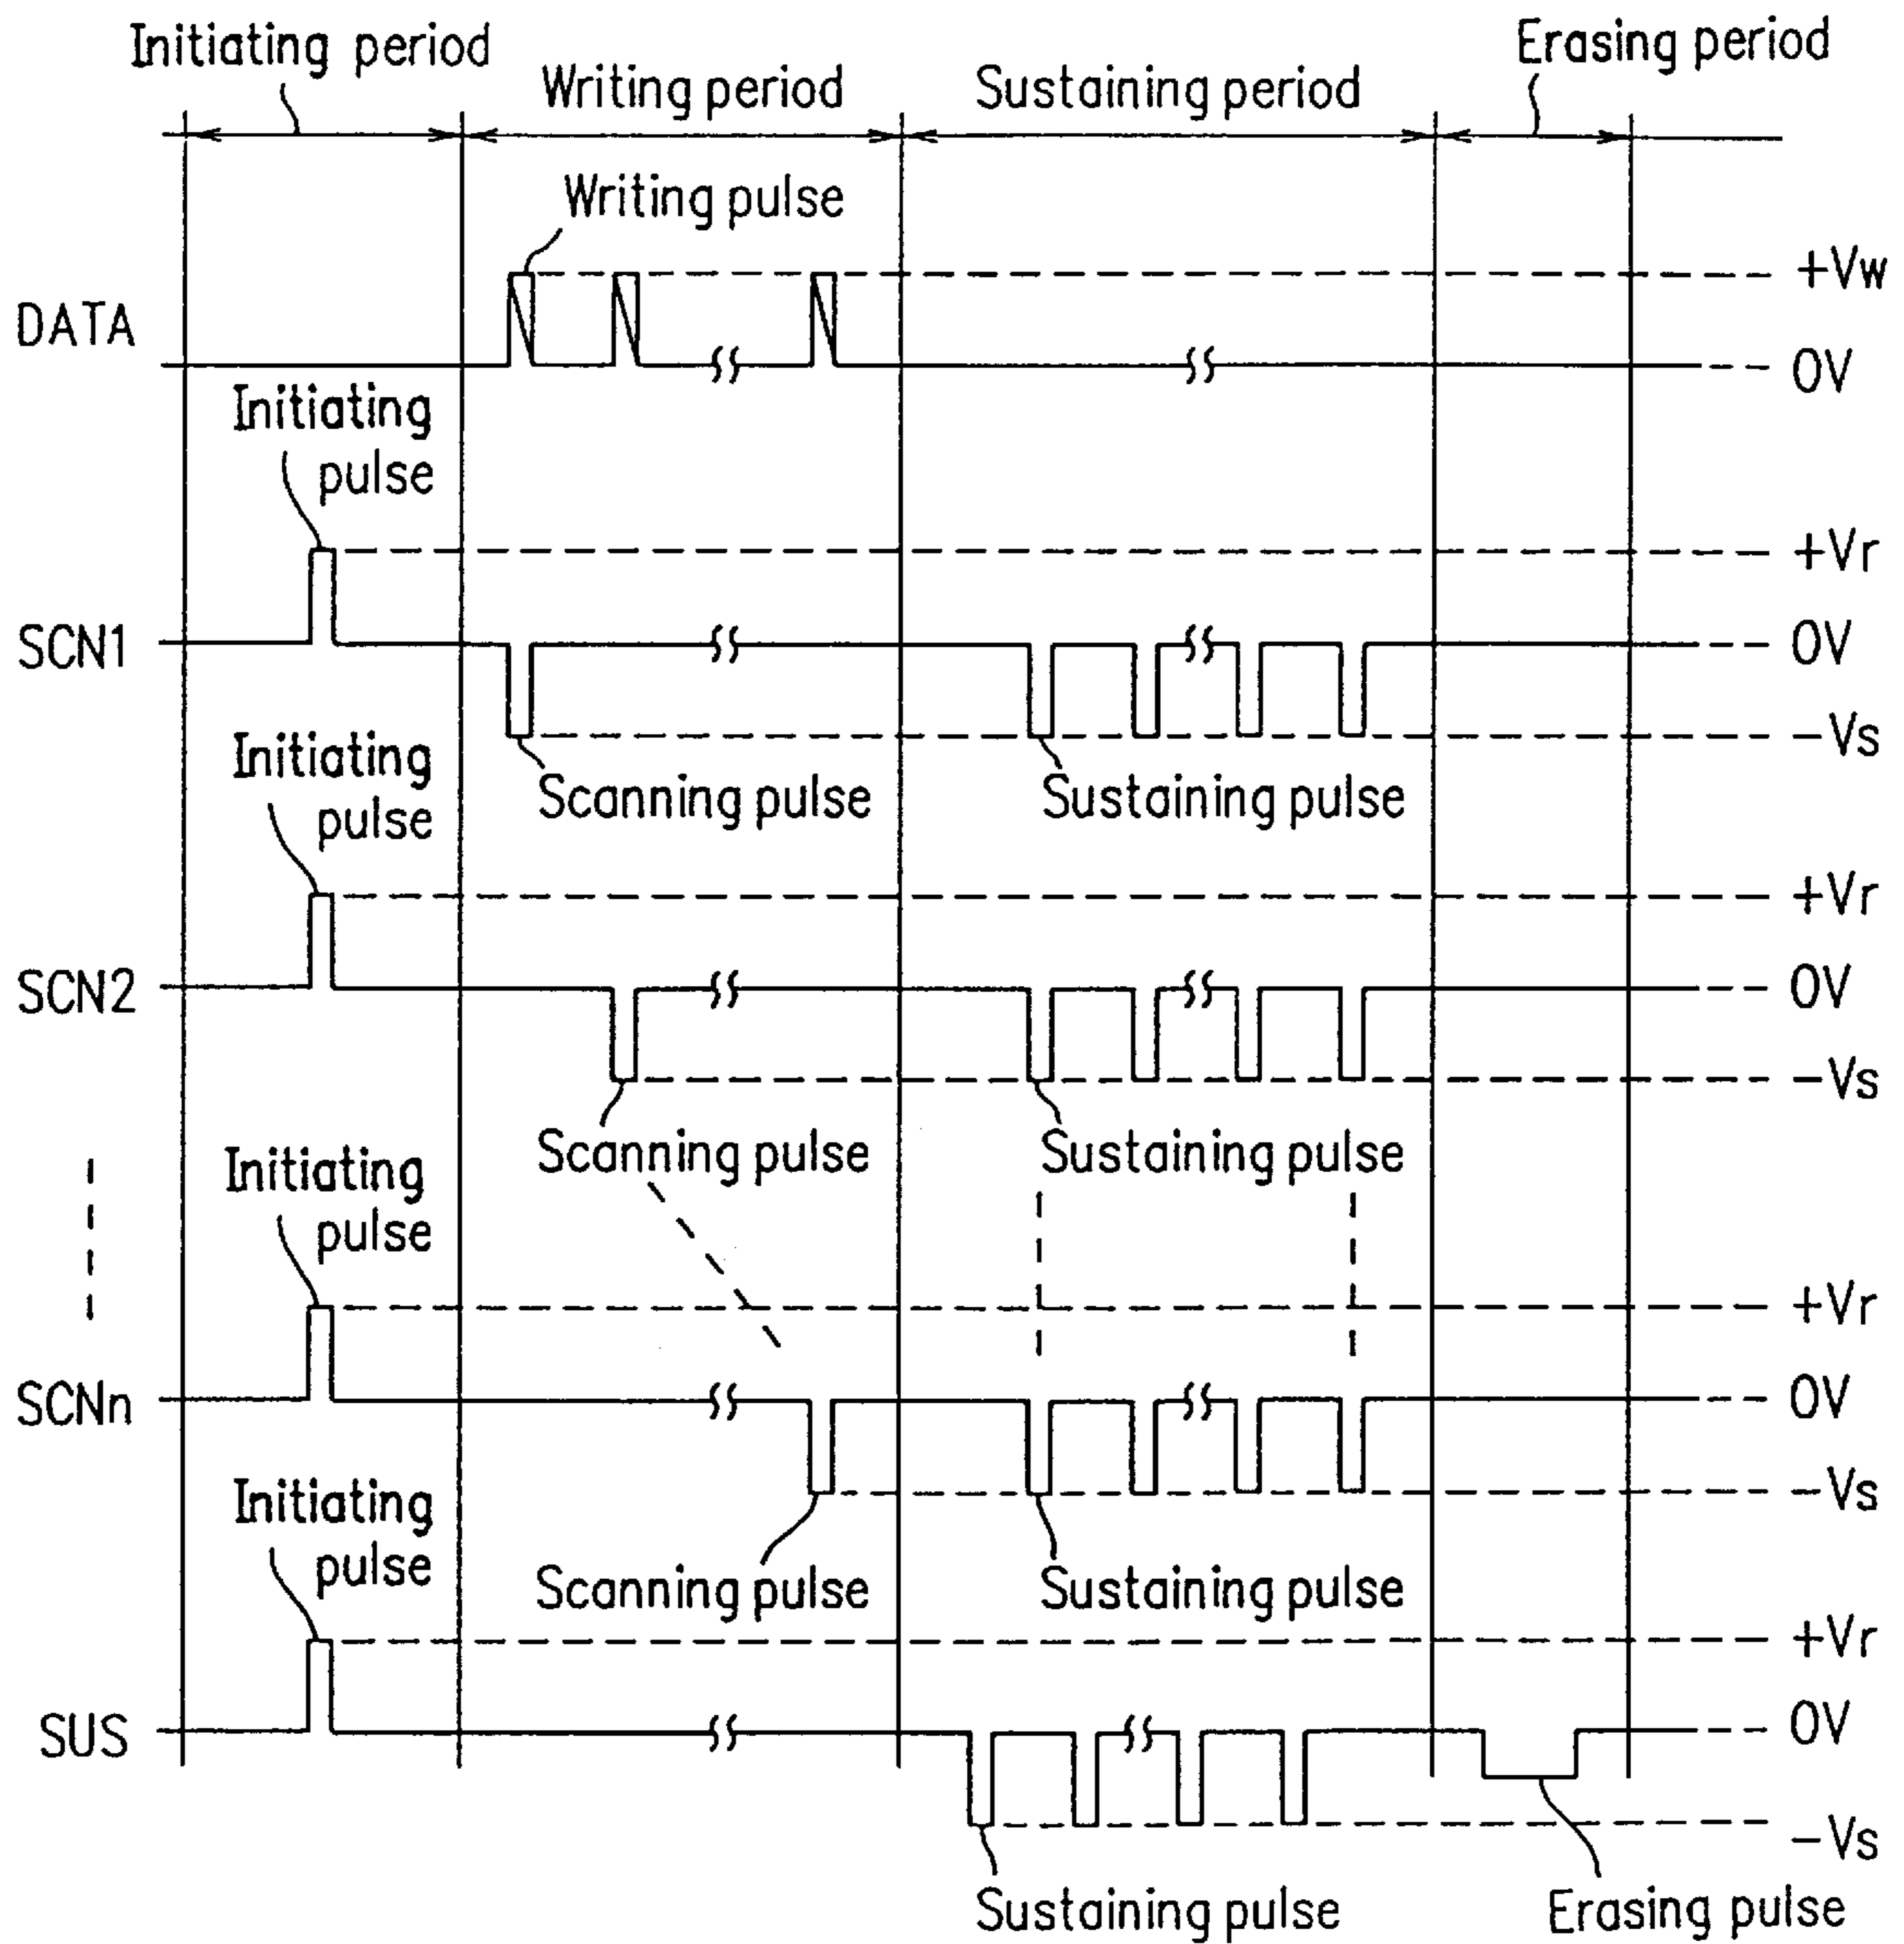 Initiating period
Writing period
Sustaining period
Erasing period
Writing pulse
+Vw
DATA
0V
Initiating
pulse
+Vr
SCN1
0V
-Vs
Scanning pulse
Sustaining pulse
Initiating
pulse
+Vr
SCN2
0V
-Vs
Scanning pulse
Sustaining pulse
Initiating
pulse
+Vr
SCNn
0V
-Vs
Scanning pulse
Sustaining pulse
Initiating
pulse
+Vr
SUS
0V
-Vs
Sustaining pulse
Erasing pulse